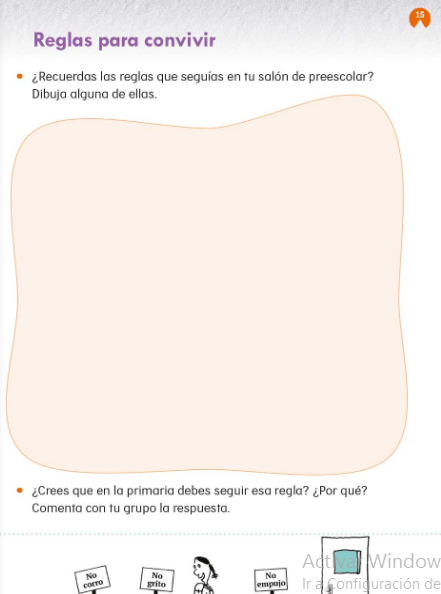 15
Reglas para convivir
¿Recuerdas las reglas que seguías en tu salón de preescolar?
Dibuja alguna de ellas.
¿Crees que en la primaria debes seguir esa regla? ¿Por qué?
Comenta con tu grupo la respuesta.
No
corro
No
grito
No
empujo
Activar Window
Ir a Configuración de